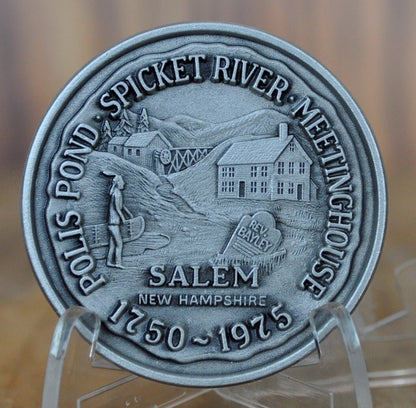 POLIS POND · SPICKET RIVER · MEETINGHOUSE
REV.
BAYLEY
SALEM
NEW HAMPSHIRE
1750~1975